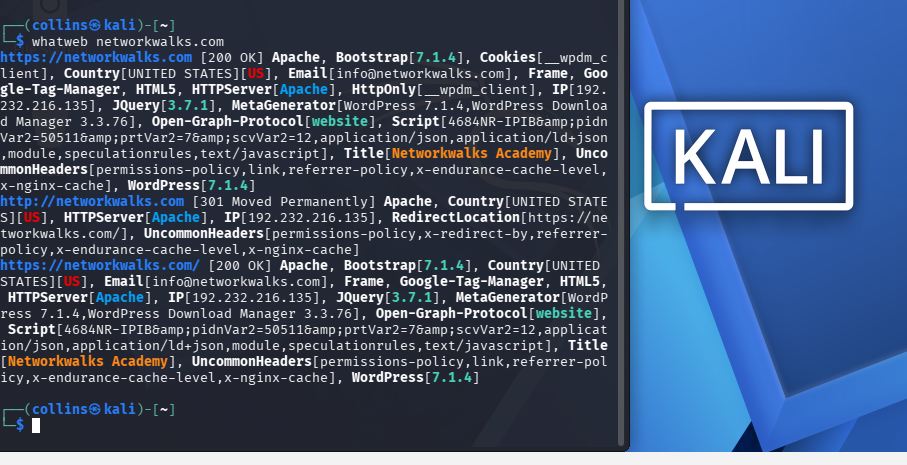 ┌──(collins㉿kali)-[~]
└─$ whatweb networkwalks.com
https://networkwalks.com [200 OK] Apache, Bootstrap[7.1.4], Cookies[__wpdm_c
lient], Country[UNITED STATES][US], Email[info@networkwalks.com], Frame, Goo
gle-Tag-Manager, HTML5, HTTPServer[Apache], HttpOnly[__wpdm_client], IP[192.
232.216.135], JQuery[3.7.1], MetaGenerator[WordPress 7.1.4,WordPress Downloa
d Manager 3.3.76], Open-Graph-Protocol[website], Script[4684NR-IPIB&amp;pidn
Var2=50511&amp;prtVar2=7&amp;scvVar2=12,application/json,application/ld+json
,module,speculationrules,text/javascript], Title[Networkwalks Academy], Unco
mmonHeaders[permissions-policy,link,referrer-policy,x-endurance-cache-level,
x-nginx-cache], WordPress[7.1.4]
http://networkwalks.com [301 Moved Permanently] Apache, Country[UNITED STATE
S][US], HTTPServer[Apache], IP[192.232.216.135], RedirectLocation[https://ne
tworkwalks.com/], UncommonHeaders[permissions-policy,x-redirect-by,referrer-
policy,x-endurance-cache-level,x-nginx-cache]
https://networkwalks.com/ [200 OK] Apache, Bootstrap[7.1.4], Country[UNITED
STATES][US], Email[info@networkwalks.com], Frame, Google-Tag-Manager, HTML5,
HTTPServer[Apache], IP[192.232.216.135], JQuery[3.7.1], MetaGenerator[WordP
ress 7.1.4,WordPress Download Manager 3.3.76], Open-Graph-Protocol[website],
Script[4684NR-IPIB&amp;pidnVar2=50511&amp;prtVar2=7&amp;scvVar2=12,applicat
ion/json,application/ld+json,module,speculationrules,text/javascript], Title
[Networkwalks Academy], UncommonHeaders[permissions-policy,link,referrer-pol
icy,x-endurance-cache-level,x-nginx-cache], WordPress[7.1.4]
┌──(collins㉿kali)-[~]
└─$
KALI